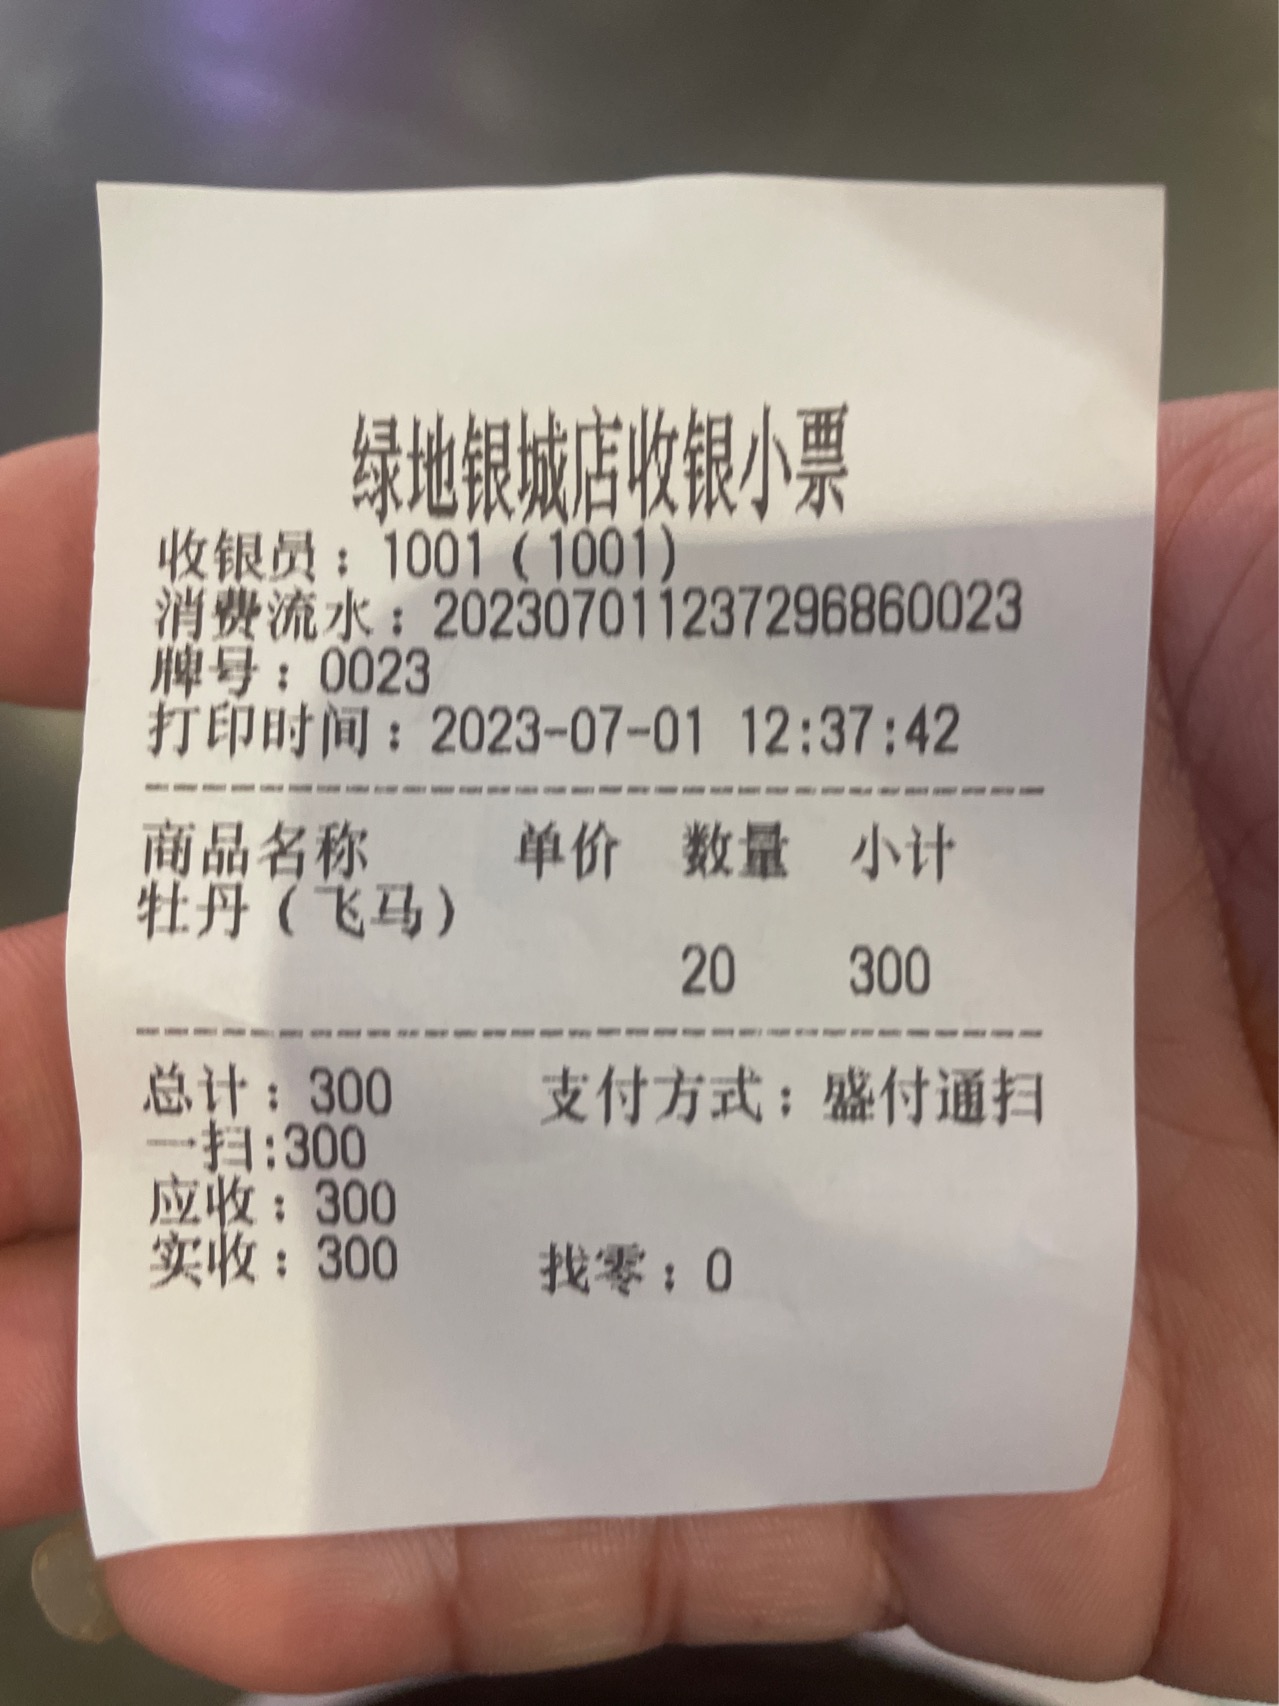 绿地银城店收银小票
收银员：1001（1001）
消费流水：2023070112372968600​23
牌号：0023
打印时间：2023-07-01 12:37:42
商品名称 单价 数量 小计
牡丹（飞马）
20 300
总计：300 支付方式：盛付通扫
一扫:300
应收：300
实收：300 找零：0